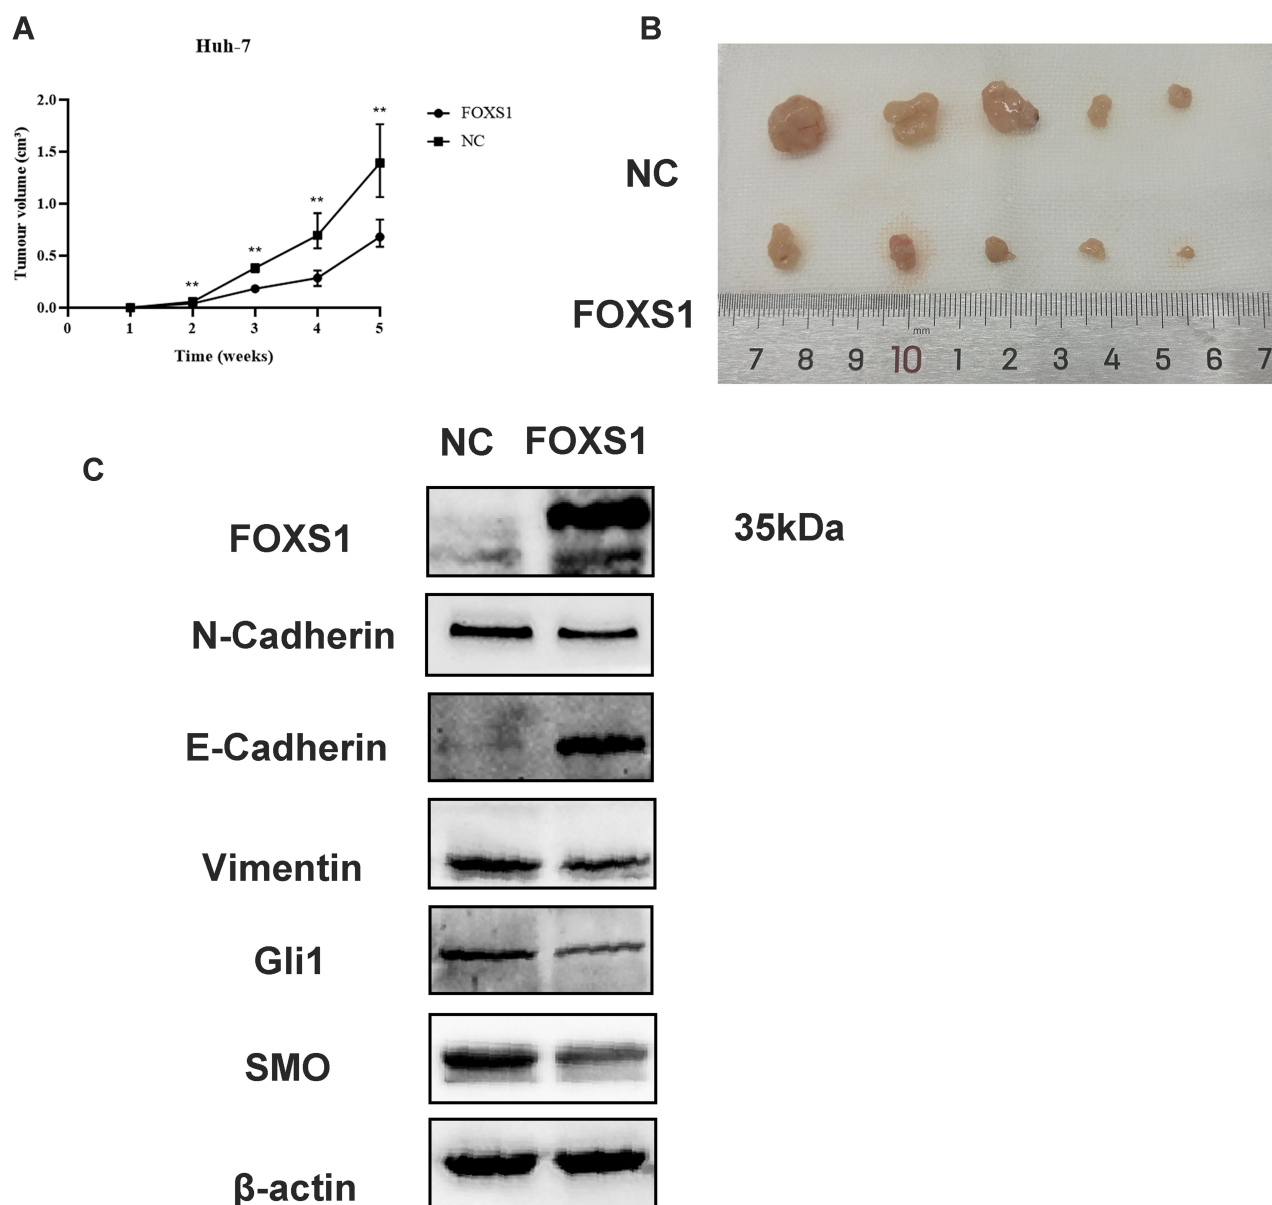 A
B
Huh-7
2.0
1.5
1.0
0.5
0.0
Tumour volume (cm³)
0 1 2 3 4 5
Time (weeks)
** ** ** **
FOXS1
NC
NC
FOXS1
mm
7 8 9 10 1 2 3 4 5 6 7
C
NC FOXS1
FOXS1 35kDa
N-Cadherin
E-Cadherin
Vimentin
Gli1
SMO
β-actin